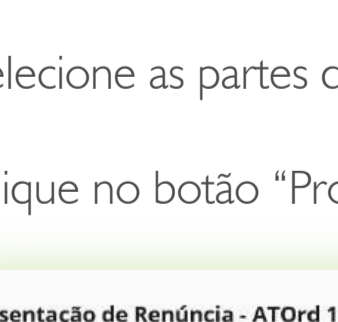 elecione as partes
ique no botão “Pro
sentação de Renúncia - ATOrd 1